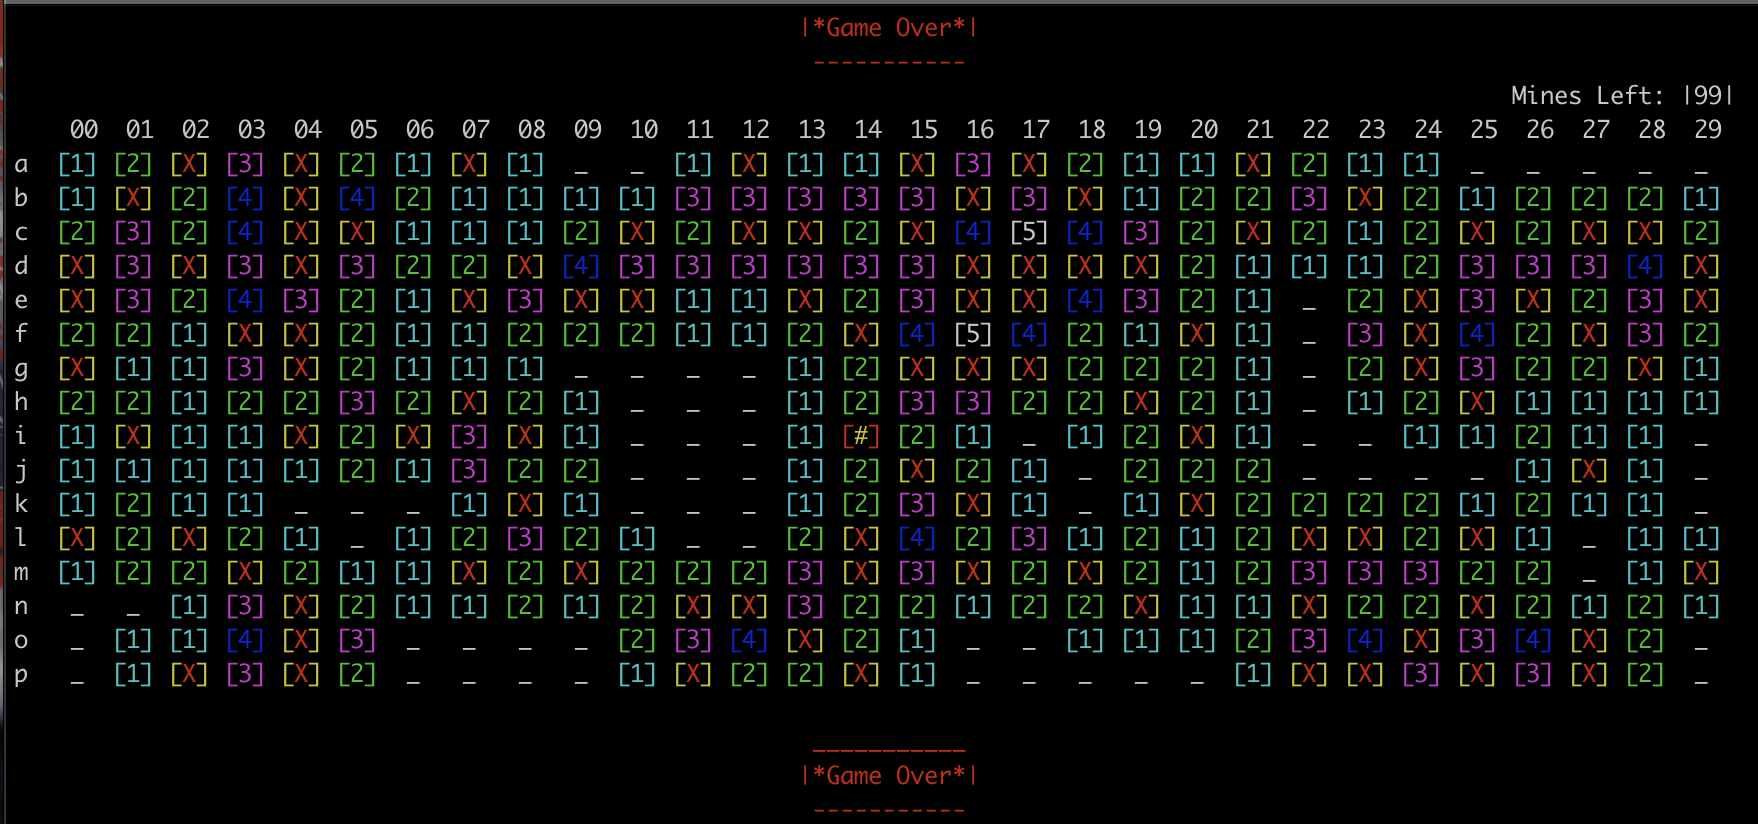 |*Game Over*|
-----------
Mines Left: |99|
00 01 02 03 04 05 06 07 08 09 10 11 12 13 14 15 16 17 18 19 20 21 22 23 24 25 26 27 28 29
a [1] [2] [X] [3] [X] [2] [1] [X] [1] _ _ [1] [X] [1] [1] [X] [3] [X] [2] [1] [1] [X] [2] [1] [1] _ _ _ _ _
b [1] [X] [2] [4] [X] [4] [2] [1] [1] [1] [1] [3] [3] [3] [3] [3] [X] [3] [X] [1] [2] [2] [3] [X] [2] [1] [2] [2] [2] [1]
c [2] [3] [2] [4] [X] [X] [1] [1] [1] [2] [X] [2] [X] [X] [2] [X] [4] [5] [4] [3] [2] [X] [2] [1] [2] [X] [2] [X] [X] [2]
d [X] [3] [X] [3] [X] [3] [2] [2] [X] [4] [3] [3] [3] [3] [3] [3] [X] [X] [X] [X] [2] [1] [1] [1] [2] [3] [3] [3] [4] [X]
e [X] [3] [2] [4] [3] [2] [1] [X] [3] [X] [X] [1] [1] [X] [2] [3] [X] [X] [4] [3] [2] [1] _ [2] [X] [3] [X] [2] [3] [X]
f [2] [2] [1] [X] [X] [2] [1] [2] [2] [2] [2] [1] [1] [2] [X] [4] [5] [4] [2] [1] [X] [1] _ [3] [X] [4] [2] [X] [3] [2]
g [X] [1] [1] [3] [X] [2] [1] [1] [1] _ _ _ _ [1] [2] [X] [X] [X] [2] [2] [2] [1] _ [2] [X] [3] [2] [2] [X] [1]
h [2] [2] [1] [2] [2] [3] [2] [X] [2] [1] _ _ _ [1] [2] [3] [3] [2] [2] [X] [2] [1] _ [1] [2] [X] [1] [1] [1] [1]
i [1] [X] [1] [1] [X] [2] [X] [3] [X] [1] _ _ _ [1] [#] [2] [1] _ [1] [2] [X] [1] _ _ [1] [1] [2] [1] [1] _
j [1] [1] [1] [1] [1] [2] [1] [3] [2] [2] _ _ _ [1] [2] [X] [2] [1] _ [2] [2] [2] _ _ _ _ [1] [X] [1] _
k [1] [2] [1] [1] _ _ _ [1] [X] [1] _ _ _ [1] [2] [3] [X] [1] _ [1] [X] [2] [2] [2] [2] [1] [2] [1] [1] _
l [X] [2] [X] [2] [1] _ [1] [2] [3] [2] [1] _ _ [2] [X] [4] [2] [3] [1] [2] [1] [2] [X] [X] [2] [X] [1] _ [1] [1]
m [1] [2] [2] [X] [2] [1] [1] [X] [2] [X] [2] [2] [2] [3] [X] [3] [X] [2] [X] [2] [1] [2] [3] [3] [3] [2] [2] _ [1] [X]
n _ _ [1] [3] [X] [2] [1] [1] [2] [1] [2] [X] [X] [3] [2] [2] [1] [2] [2] [X] [1] [1] [X] [2] [2] [X] [2] [1] [2] [1]
o _ [1] [1] [4] [X] [3] _ _ _ _ [2] [3] [4] [X] [2] [1] _ _ [1] [1] [1] [2] [3] [4] [X] [3] [4] [X] [2] _
p _ [1] [X] [3] [X] [2] _ _ _ _ [1] [X] [2] [2] [X] [1] _ _ _ _ _ [1] [X] [X] [3] [X] [3] [X] [2] _
___________
|*Game Over*|
-----------